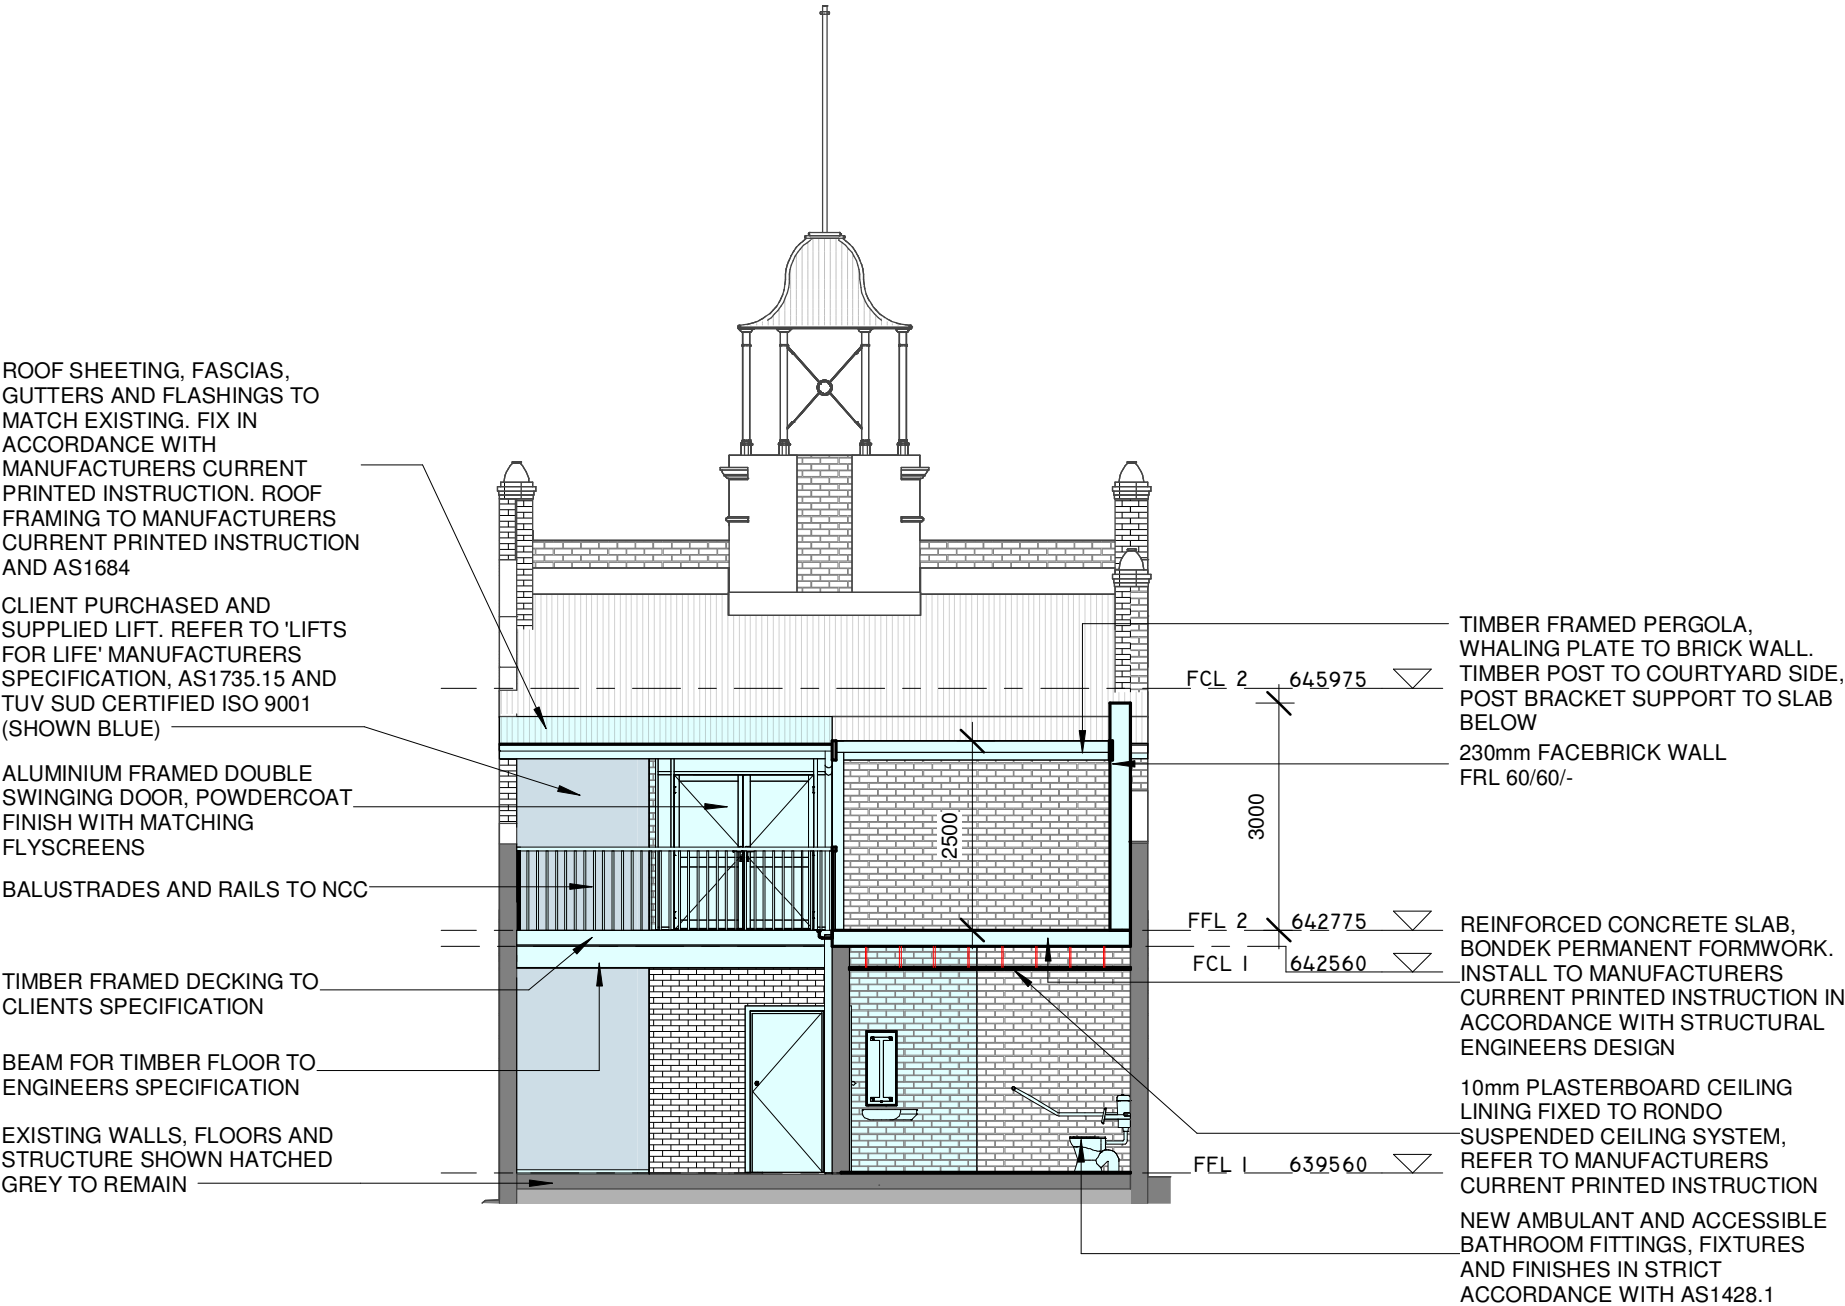 ROOF SHEETING, FASCIAS,
GUTTERS AND FLASHINGS TO
MATCH EXISTING. FIX IN
ACCORDANCE WITH
MANUFACTURERS CURRENT
PRINTED INSTRUCTION. ROOF
FRAMING TO MANUFACTURERS
CURRENT PRINTED INSTRUCTION
AND AS1684
CLIENT PURCHASED AND
SUPPLIED LIFT. REFER TO 'LIFTS
FOR LIFE' MANUFACTURERS
SPECIFICATION, AS1735.15 AND
TUV SUD CERTIFIED ISO 9001
(SHOWN BLUE)
ALUMINIUM FRAMED DOUBLE
SWINGING DOOR, POWDERCOAT
FINISH WITH MATCHING
FLYSCREENS
BALUSTRADES AND RAILS TO NCC
TIMBER FRAMED DECKING TO
CLIENTS SPECIFICATION
BEAM FOR TIMBER FLOOR TO
ENGINEERS SPECIFICATION
EXISTING WALLS, FLOORS AND
STRUCTURE SHOWN HATCHED
GREY TO REMAIN
2500
3000
FCL 2 645975
FFL 2 642775
FCL 1 642560
FFL 1 639560
TIMBER FRAMED PERGOLA,
WHALING PLATE TO BRICK WALL.
TIMBER POST TO COURTYARD SIDE,
POST BRACKET SUPPORT TO SLAB
BELOW
230mm FACEBRICK WALL
FRL 60/60/-
REINFORCED CONCRETE SLAB,
BONDEK PERMANENT FORMWORK.
INSTALL TO MANUFACTURERS
CURRENT PRINTED INSTRUCTION IN
ACCORDANCE WITH STRUCTURAL
ENGINEERS DESIGN
10mm PLASTERBOARD CEILING
LINING FIXED TO RONDO
SUSPENDED CEILING SYSTEM,
REFER TO MANUFACTURERS
CURRENT PRINTED INSTRUCTION
NEW AMBULANT AND ACCESSIBLE
BATHROOM FITTINGS, FIXTURES
AND FINISHES IN STRICT
ACCORDANCE WITH AS1428.1